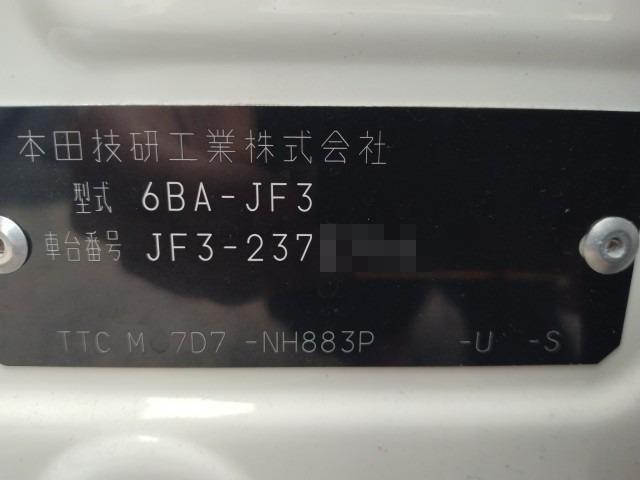 本田技研工業株式会社
型式 6BA-JF3
車台番号 JF3-237
TTC M 7D7 -NH883P -U -S